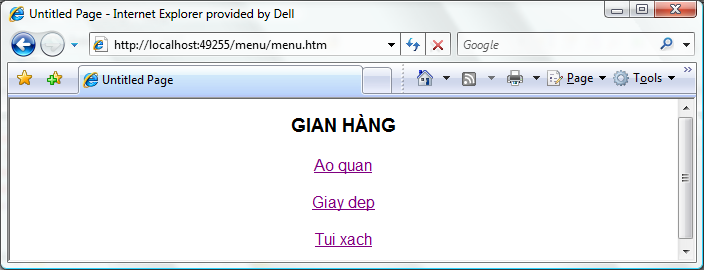 Untitled Page - Internet Explorer provided by Dell
http://localhost:49255/menu/menu.htm
Google
Untitled Page
Page
Tools
GIAN HÀNG
Ao quan
Giay dep
Tui xach